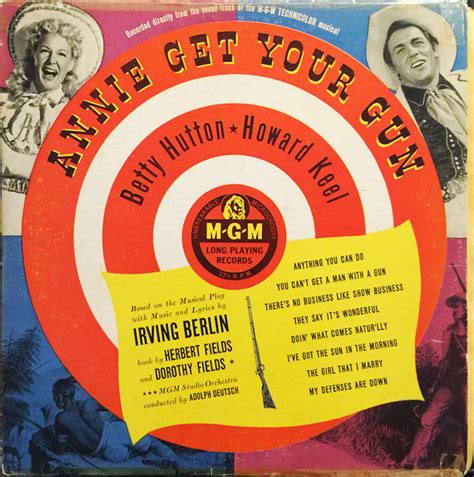 Recorded directly from the sound track of the M-G-M TECHNICOLOR musical
ANNIE GET YOUR GUN
Betty Hutton ★ Howard Keel
UNBREAKABLE MICROGROOVE
M-G-M
LONG PLAYING
RECORDS
33⅓ R.P.M.
Based on the Musical Play
with Music and Lyrics by
IRVING BERLIN
book by HERBERT FIELDS
and DOROTHY FIELDS ★
★★★ MGM Studio Orchestra
conducted by ADOLPH DEUTSCH
ANYTHING YOU CAN DO
YOU CAN'T GET A MAN WITH A GUN
THERE'S NO BUSINESS LIKE SHOW BUSINESS
THEY SAY IT'S WONDERFUL
DOIN' WHAT COMES NATUR'LLY
I'VE GOT THE SUN IN THE MORNING
THE GIRL THAT I MARRY
MY DEFENSES ARE DOWN